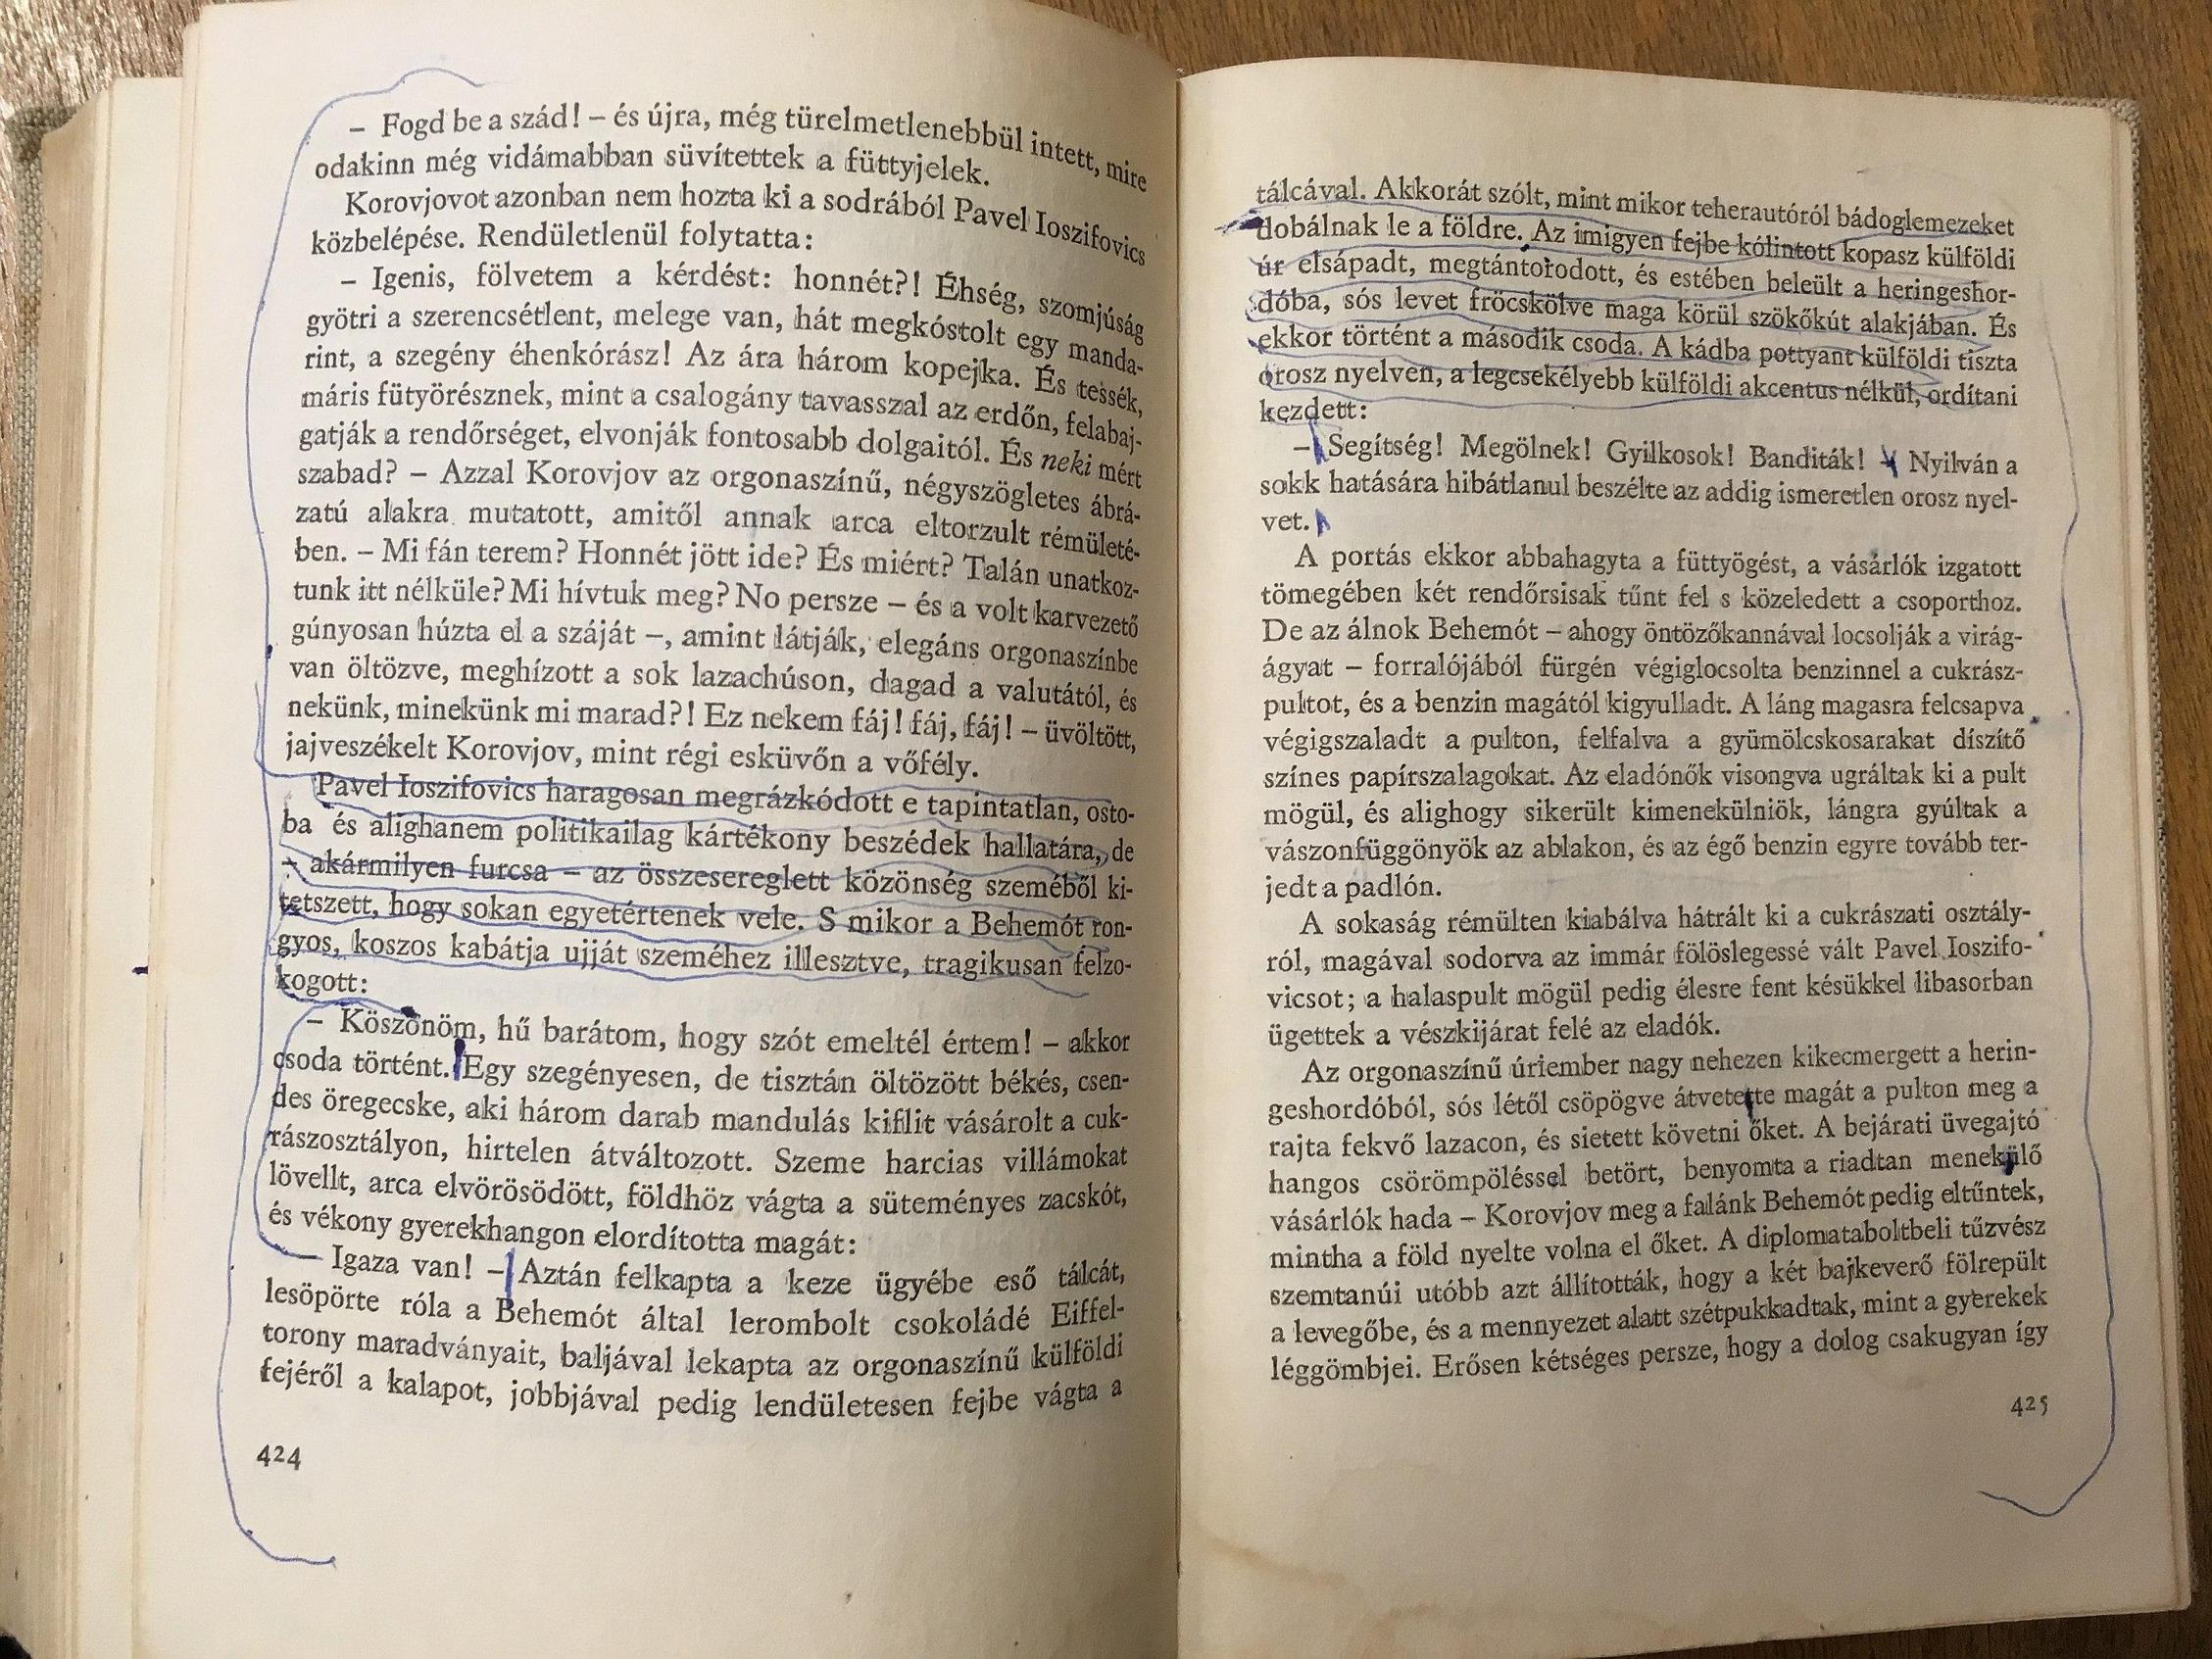 – Fogd be a szád! – és újra, még türelmetlenebbül intett, mire
odakinn még vidámabban süvítettek a füttyjelek.
Korovjovot azonban nem hozta ki a sodrából Pavel Ioszifovics
közbelépése. Rendületlenül folytatta:
– Igenis, fölvetem a kérdést: honnét?! Éhség, szomjúság
gyötri a szerencsétlent, melege van, hát megkóstolt egy manda-
rint, a szegény éhenkórász! Az ára három kopejka. És tessék,
máris fütyörésznek, mint a csalogány tavasszal az erdőn, felabaj-
gatják a rendőrséget, elvonják fontosabb dolgaitól. És neki mért
szabad? – Azzal Korovjov az orgonaszínű, négyszögletes ábrá-
zatú alakra mutatott, amitől annak arca eltorzult rémületé-
ben. – Mi fán terem? Honnét jött ide? És miért? Talán unatkoz-
tunk itt nélküle? Mi hívtuk meg? No persze – és a volt karvezető
gúnyosan húzta el a száját –, amint látják, elegáns orgonaszínbe
van öltözve, meghízott a sok lazachúson, dagad a valutától, és
nekünk, minekünk mi marad?! Ez nekem fáj! fáj, fáj! – üvöltött,
jajveszékelt Korovjov, mint régi esküvőn a vőfély.
Pavel Ioszifovics haragosan megrázkódott e tapintatlan, osto-
ba és alighanem politikailag kártékony beszédek hallatára, de
– akármilyen furcsa – az összesereglett közönség szeméből ki-
tetszett, hogy sokan egyetértenek vele. S mikor a Behemót ron-
gyos, koszos kabátja ujját szeméhez illesztve, tragikusan felzo-
kogott:
– Köszönöm, hű barátom, hogy szót emeltél értem! – akkor
csoda történt. Egy szegényesen, de tisztán öltözött békés, csen-
des öregecske, aki három darab mandulás kiflit vásárolt a cuk-
rászosztályon, hirtelen átváltozott. Szeme harcias villámokat
lövellt, arca elvörösödött, földhöz vágta a süteményes zacskót,
és vékony gyerekhangon elordította magát:
– Igaza van! – Aztán felkapta a keze ügyébe eső tálcát,
lesöpörte róla a Behemót által lerombolt csokoládé Eiffel-
torony maradványait, baljával lekapta az orgonaszínű külföldi
fejéről a kalapot, jobbjával pedig lendületesen fejbe vágta a
424
tálcával. Akkorát szólt, mint mikor teherautóról bádoglemezeket
dobálnak le a földre. Az imigyen fejbe kólintott kopasz külföldi
úr elsápadt, megtántorodott, és estében beleült a heringeshor-
dóba, sós levet fröcskölve maga körül szökőkút alakjában. És
ekkor történt a második csoda. A kádba pottyant külföldi tiszta
orosz nyelven, a legcsekélyebb külföldi akcentus nélkül, ordítani
kezdett:
– Segítség! Megölnek! Gyilkosok! Banditák! – Nyilván a
sokk hatására hibátlanul beszélte az addig ismeretlen orosz nyel-
vet.
A portás ekkor abbahagyta a füttyögést, a vásárlók izgatott
tömegében két rendőrsisak tűnt fel s közeledett a csoporthoz.
De az álnok Behemót – ahogy öntözőkannával locsolják a virág-
ágyat – forralójából fürgén végiglocsolta benzinnel a cukrász-
pultot, és a benzin magától kigyulladt. A láng magasra felcsapva
végigszaladt a pulton, felfalva a gyümölcskosarakat díszítő
színes papírszalagokat. Az eladónők visongva ugráltak ki a pult
mögül, és alighogy sikerült kimenekülniök, lángra gyúltak a
vászonfüggönyök az ablakon, és az égő benzin egyre tovább ter-
jedt a padlón.
A sokaság rémülten kiabálva hátrált ki a cukrászati osztály-
ról, magával sodorva az immár fölöslegessé vált Pavel Ioszifo-
vicsot; a halaspult mögül pedig élesre fent késükkel libasorban
ügettek a vészkijárat felé az eladók.
Az orgonaszínű úriember nagy nehezen kikecmergett a herin-
geshordóból, sós létől csöpögve átvetette magát a pulton meg a
rajta fekvő lazacon, és sietett követni őket. A bejárati üvegajtó
hangos csörömpöléssel betört, benyomta a riadtan menekülő
vásárlók hada – Korovjov meg a falánk Behemót pedig eltűntek,
mintha a föld nyelte volna el őket. A diplomataboltbeli tűzvész
szemtanúi utóbb azt állították, hogy a két bajkeverő fölrepült
a levegőbe, és a mennyezet alatt szétpukkadtak, mint a gyerekek
léggömbjei. Erősen kétséges persze, hogy a dolog csakugyan így
425